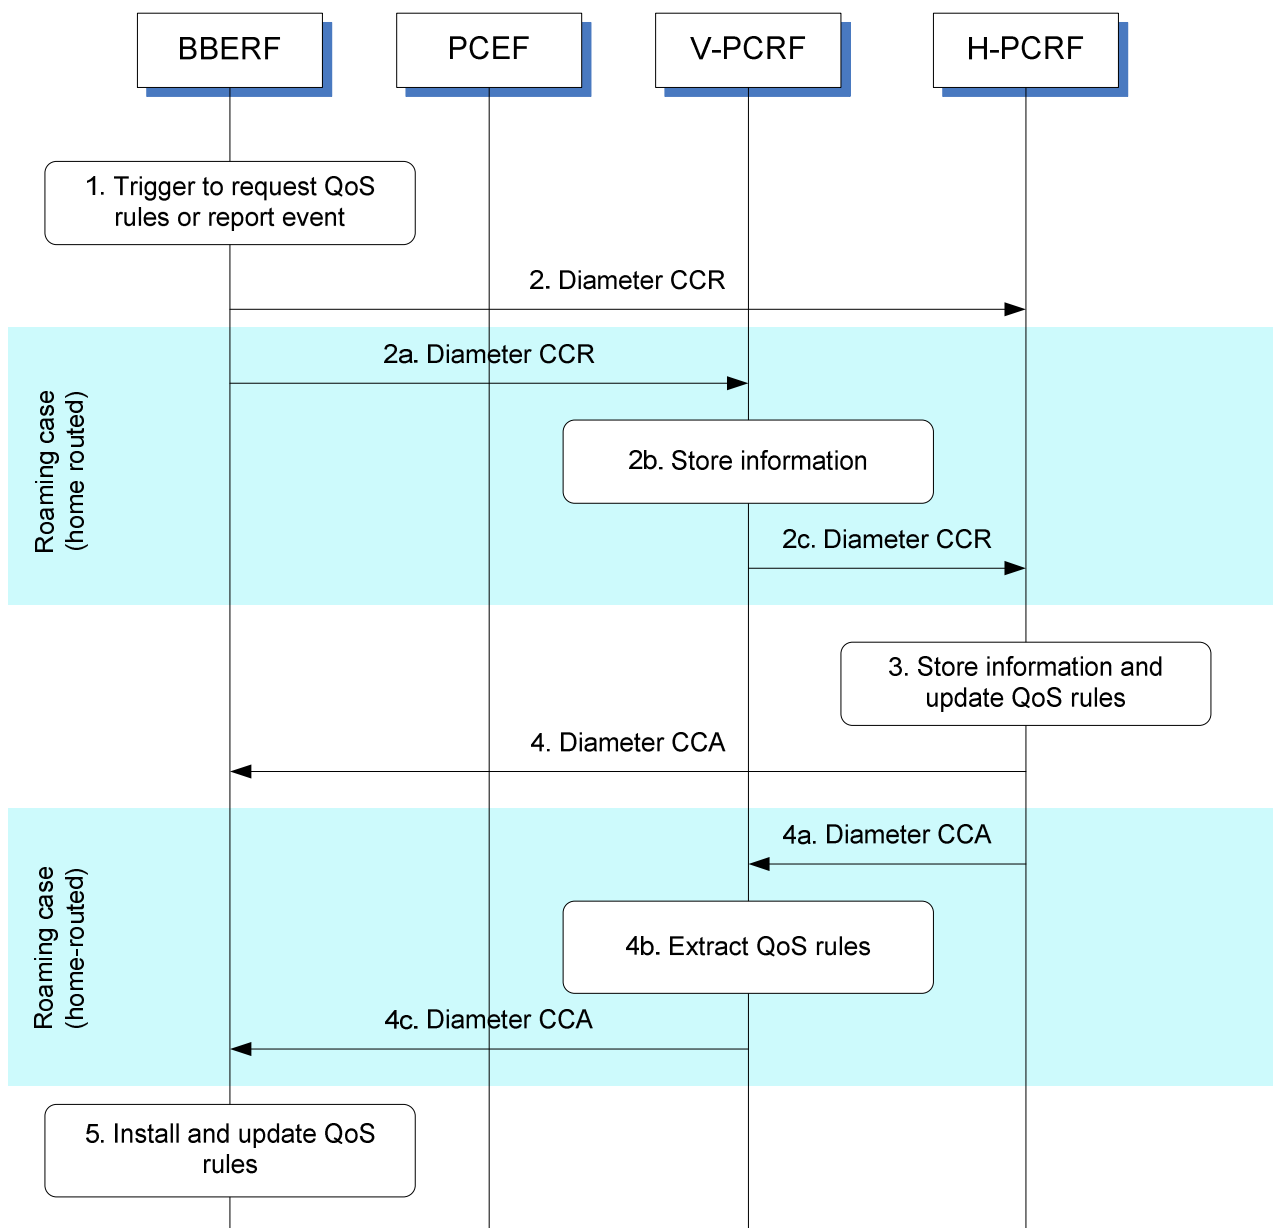 BBERF
PCEF
V-PCRF
H-PCRF
1. Trigger to request QoS
rules or report event
2. Diameter CCR
2a. Diameter CCR
Roaming case
(home routed)
2b. Store information
2c. Diameter CCR
3. Store information and
update QoS rules
4. Diameter CCA
4a. Diameter CCA
Roaming case
(home-routed)
4b. Extract QoS rules
4c. Diameter CCA
5. Install and update QoS
rules